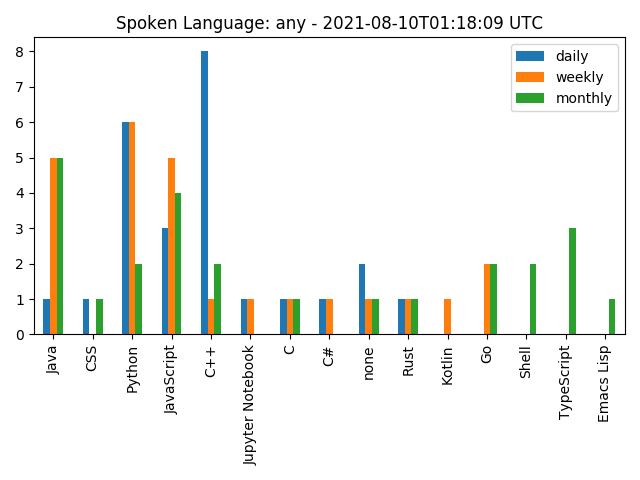 Spoken Language: any - 2021-08-10T01:18:09 UTC
daily
weekly
monthly
8
7
6
5
4
3
2
1
0
Java
CSS
Python
JavaScript
C++
Jupyter Notebook
C
C#
none
Rust
Kotlin
Go
Shell
TypeScript
Emacs Lisp